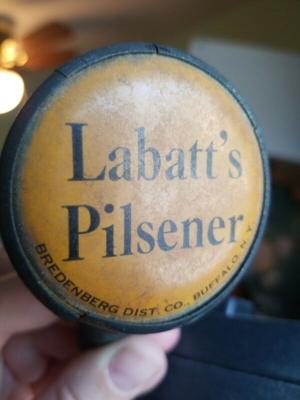 Labatt's
Pilsener
BREDENBERG DIST. CO., BUFFALO N.Y.